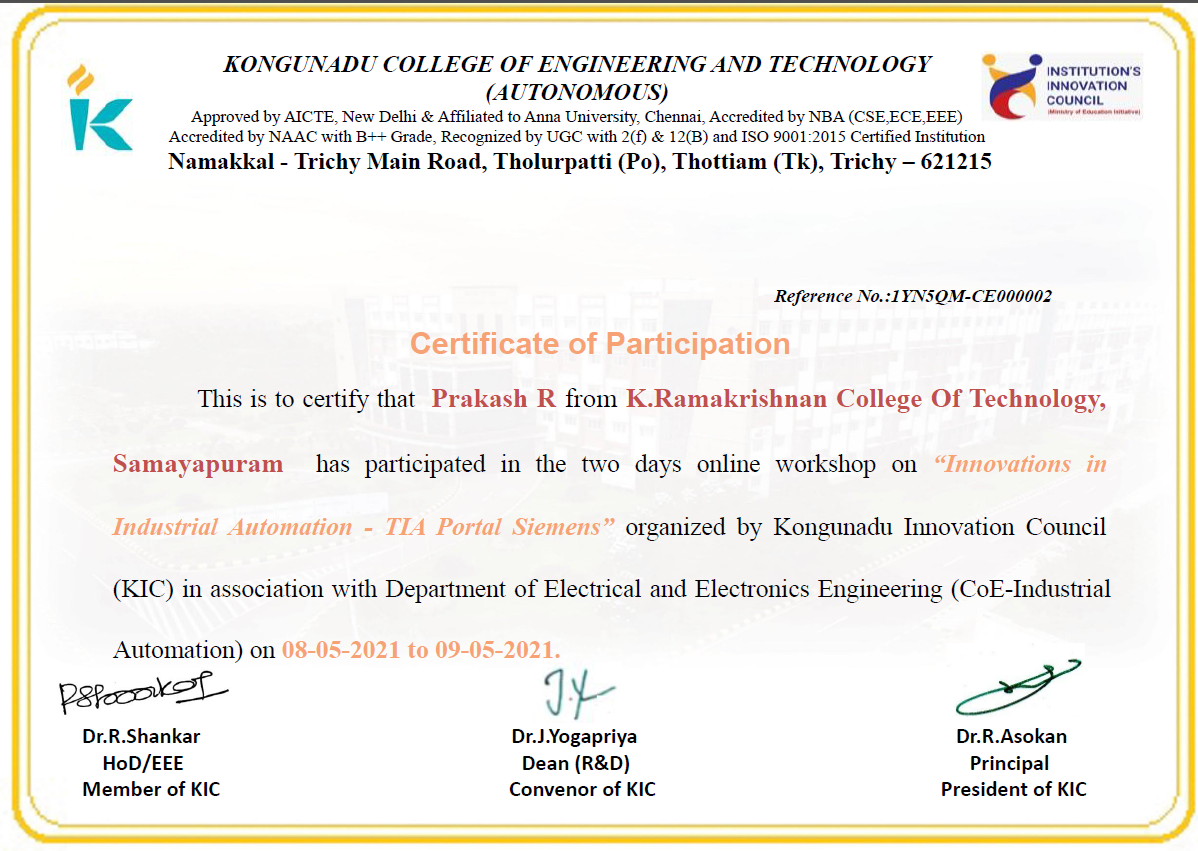 KONGUNADU COLLEGE OF ENGINEERING AND TECHNOLOGY
(AUTONOMOUS)
Approved by AICTE, New Delhi & Affiliated to Anna University, Chennai, Accredited by NBA (CSE,ECE,EEE)
Accredited by NAAC with B++ Grade, Recognized by UGC with 2(f) & 12(B) and ISO 9001:2015 Certified Institution
Namakkal - Trichy Main Road, Tholurpatti (Po), Thottiam (Tk), Trichy – 621215
K
INSTITUTION'S
INNOVATION
COUNCIL
(Ministry of Education Initiative)
Reference No.:1YN5QM-CE000002
Certificate of Participation
This is to certify that Prakash R from K.Ramakrishnan College Of Technology,
Samayapuram has participated in the two days online workshop on “Innovations in
Industrial Automation - TIA Portal Siemens” organized by Kongunadu Innovation Council
(KIC) in association with Department of Electrical and Electronics Engineering (CoE-Industrial
Automation) on 08-05-2021 to 09-05-2021.
J.Y
Dr.R.Shankar
HoD/EEE
Member of KIC
Dr.J.Yogapriya
Dean (R&D)
Convenor of KIC
Dr.R.Asokan
Principal
President of KIC